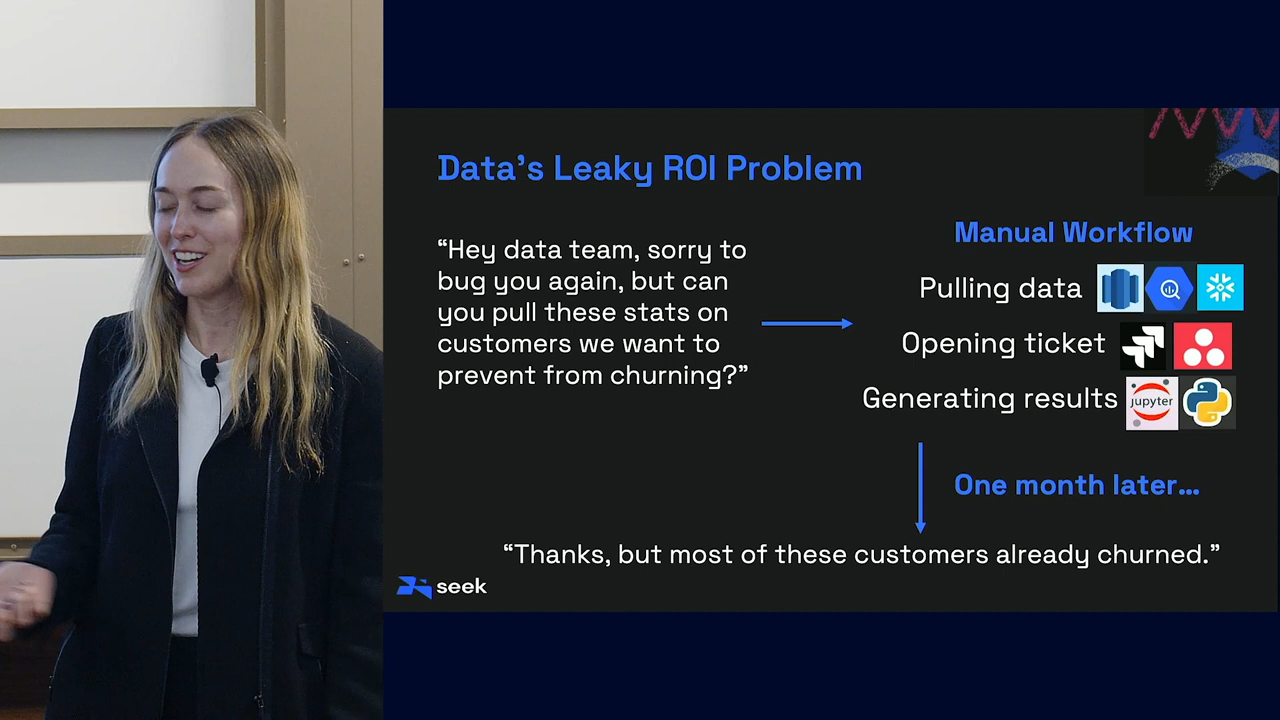 Data's Leaky ROI Problem
“Hey data team, sorry to
bug you again, but can
you pull these stats on
customers we want to
prevent from churning?”
Manual Workflow
Pulling data
Opening ticket
Generating results
jupyter
One month later...
“Thanks, but most of these customers already churned.”
seek